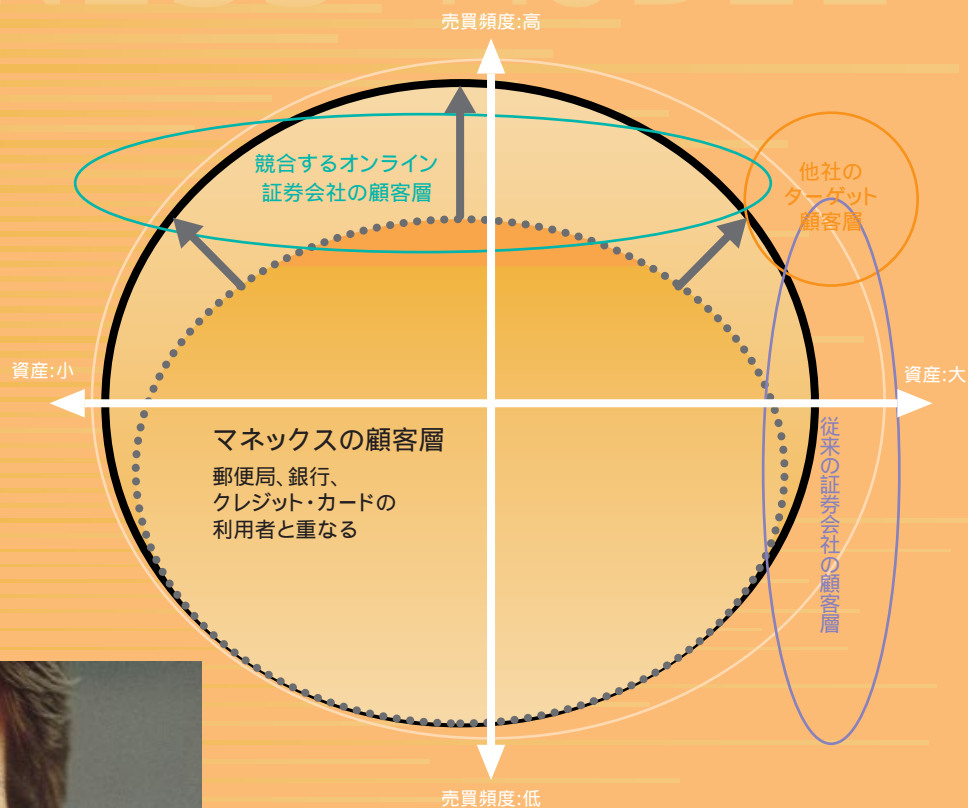 売買頻度:高
競合するオンライン
証券会社の顧客層
他社の
ターゲット
顧客層
資産:小
資産:大
マネックスの顧客層
郵便局、銀行、
クレジット・カードの
利用者と重なる
従来の証券会社の顧客層
売買頻度:低